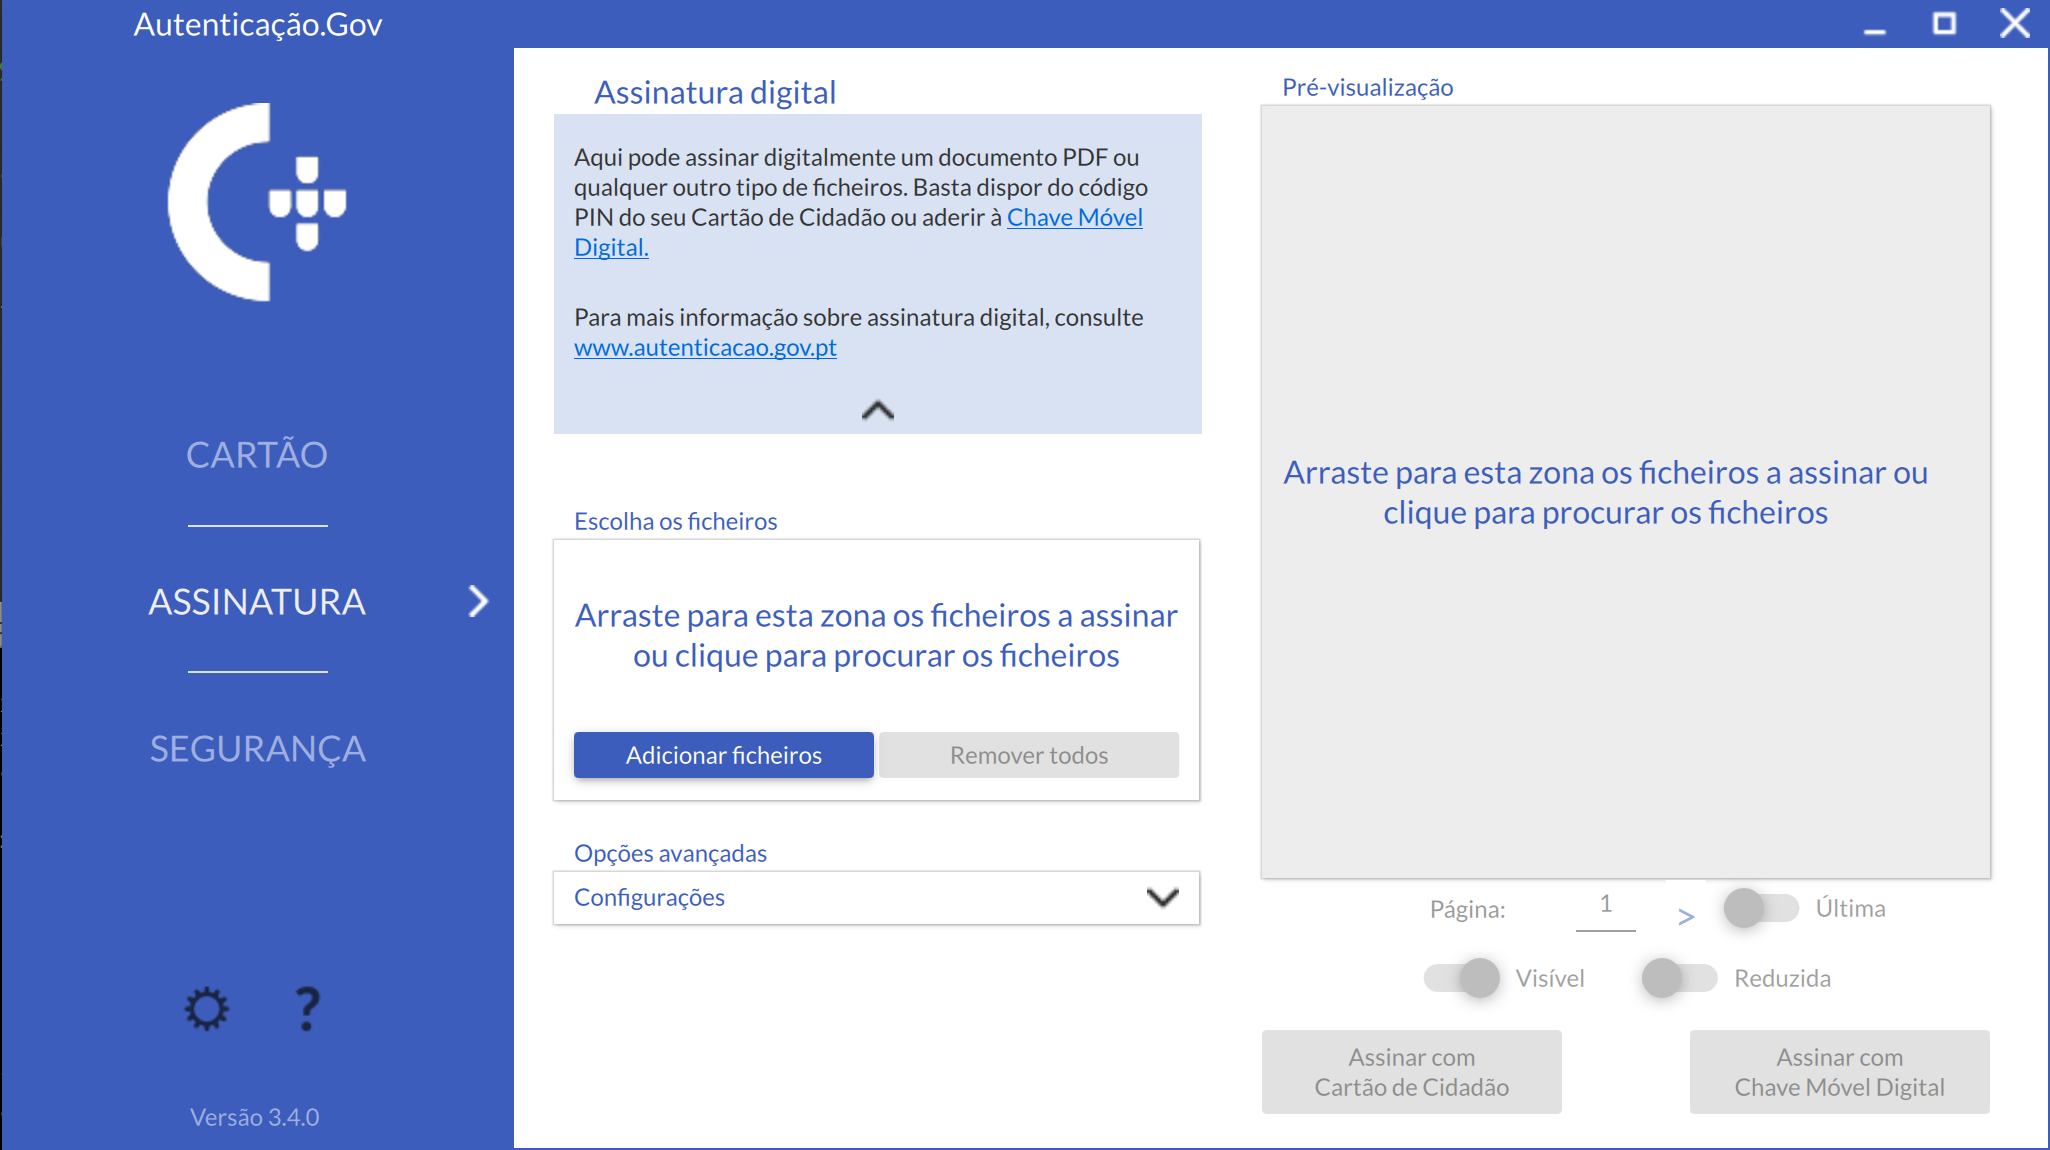 Autenticação.Gov
CARTÃO
ASSINATURA
SEGURANÇA
?
Versão 3.4.0
Assinatura digital
Aqui pode assinar digitalmente um documento PDF ou
qualquer outro tipo de ficheiros. Basta dispor do código
PIN do seu Cartão de Cidadão ou aderir à Chave Móvel
Digital.
Para mais informação sobre assinatura digital, consulte
www.autenticacao.gov.pt
Escolha os ficheiros
Arraste para esta zona os ficheiros a assinar
ou clique para procurar os ficheiros
Adicionar ficheiros
Remover todos
Opções avançadas
Configurações
Pré-visualização
Arraste para esta zona os ficheiros a assinar ou
clique para procurar os ficheiros
Página: 1 > Última
Visível Reduzida
Assinar com
Cartão de Cidadão
Assinar com
Chave Móvel Digital